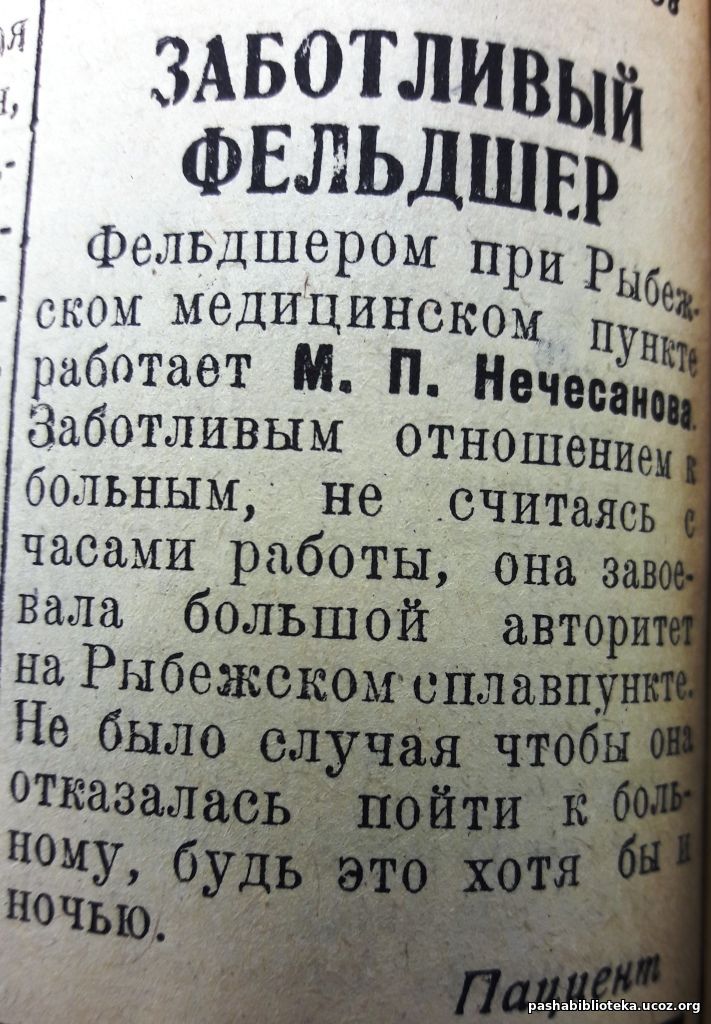 ЗАБОТЛИВЫЙ
ФЕЛЬДШЕР
Фельдшером при Рыбеж-
ском медицинском пункте
работает М. П. Нечесанова.
Заботливым отношением к
больным, не считаясь с
часами работы, она завое-
вала большой авторитет
на Рыбежском сплавпункте.
Не было случая чтобы она
отказалась пойти к боль-
ному, будь это хотя бы и
ночью.
Пациент
pashabiblioteka.ucoz.org